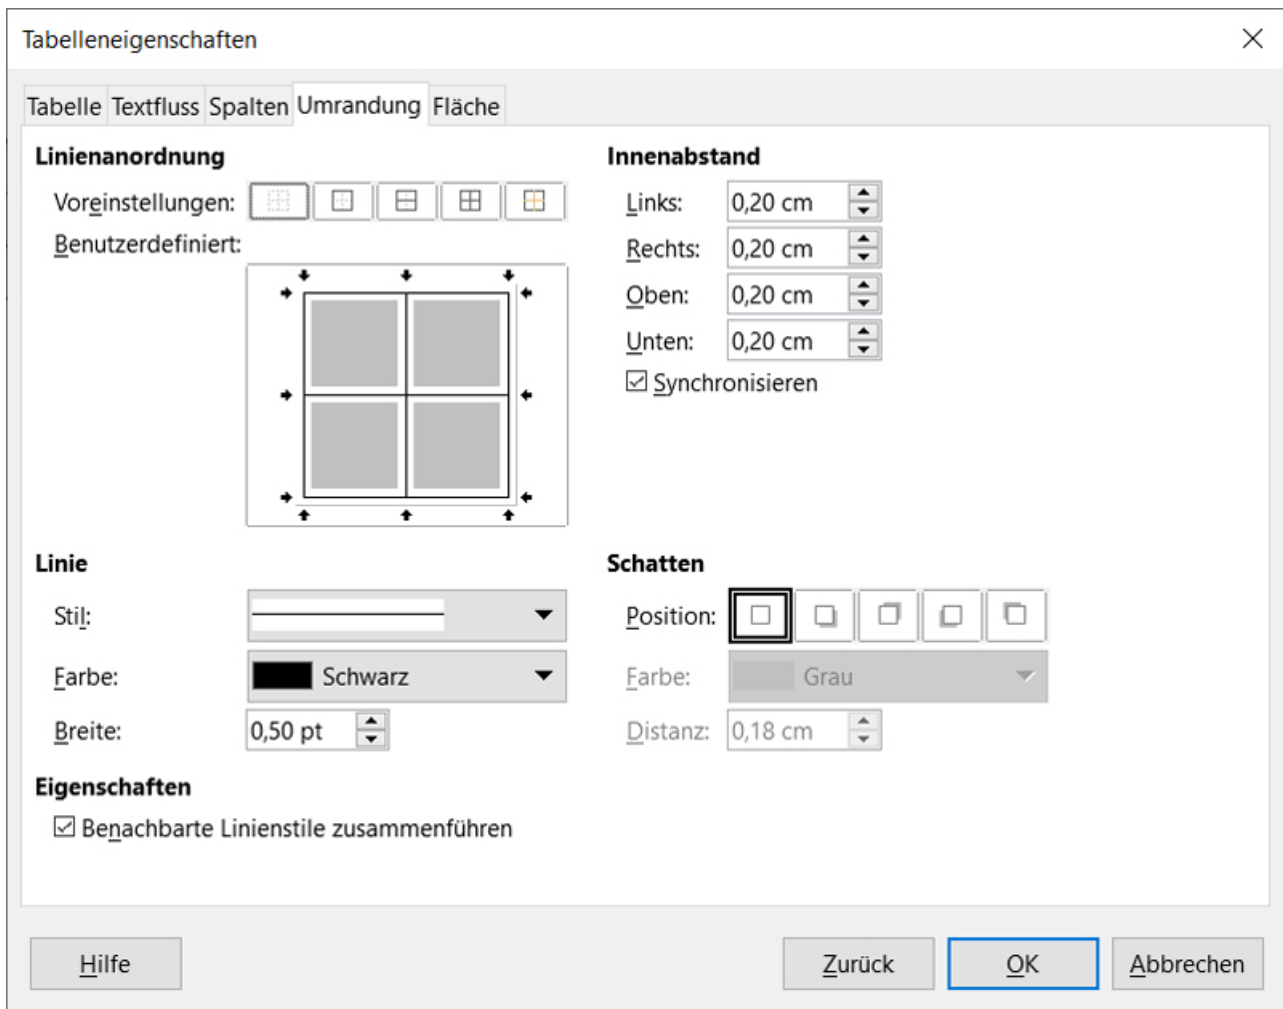 Tabelleneigenschaften
Tabelle Textfluss Spalten Umrandung Fläche
Linienanordnung
Voreinstellungen:
Benutzerdefiniert:
Innenabstand
Links: 0,20 cm
Rechts: 0,20 cm
Oben: 0,20 cm
Unten: 0,20 cm
Synchronisieren
Linie
Stil:
Farbe: Schwarz
Breite: 0,50 pt
Schatten
Position:
Farbe: Grau
Distanz: 0,18 cm
Eigenschaften
Benachbarte Linienstile zusammenführen
Hilfe Zurück OK Abbrechen